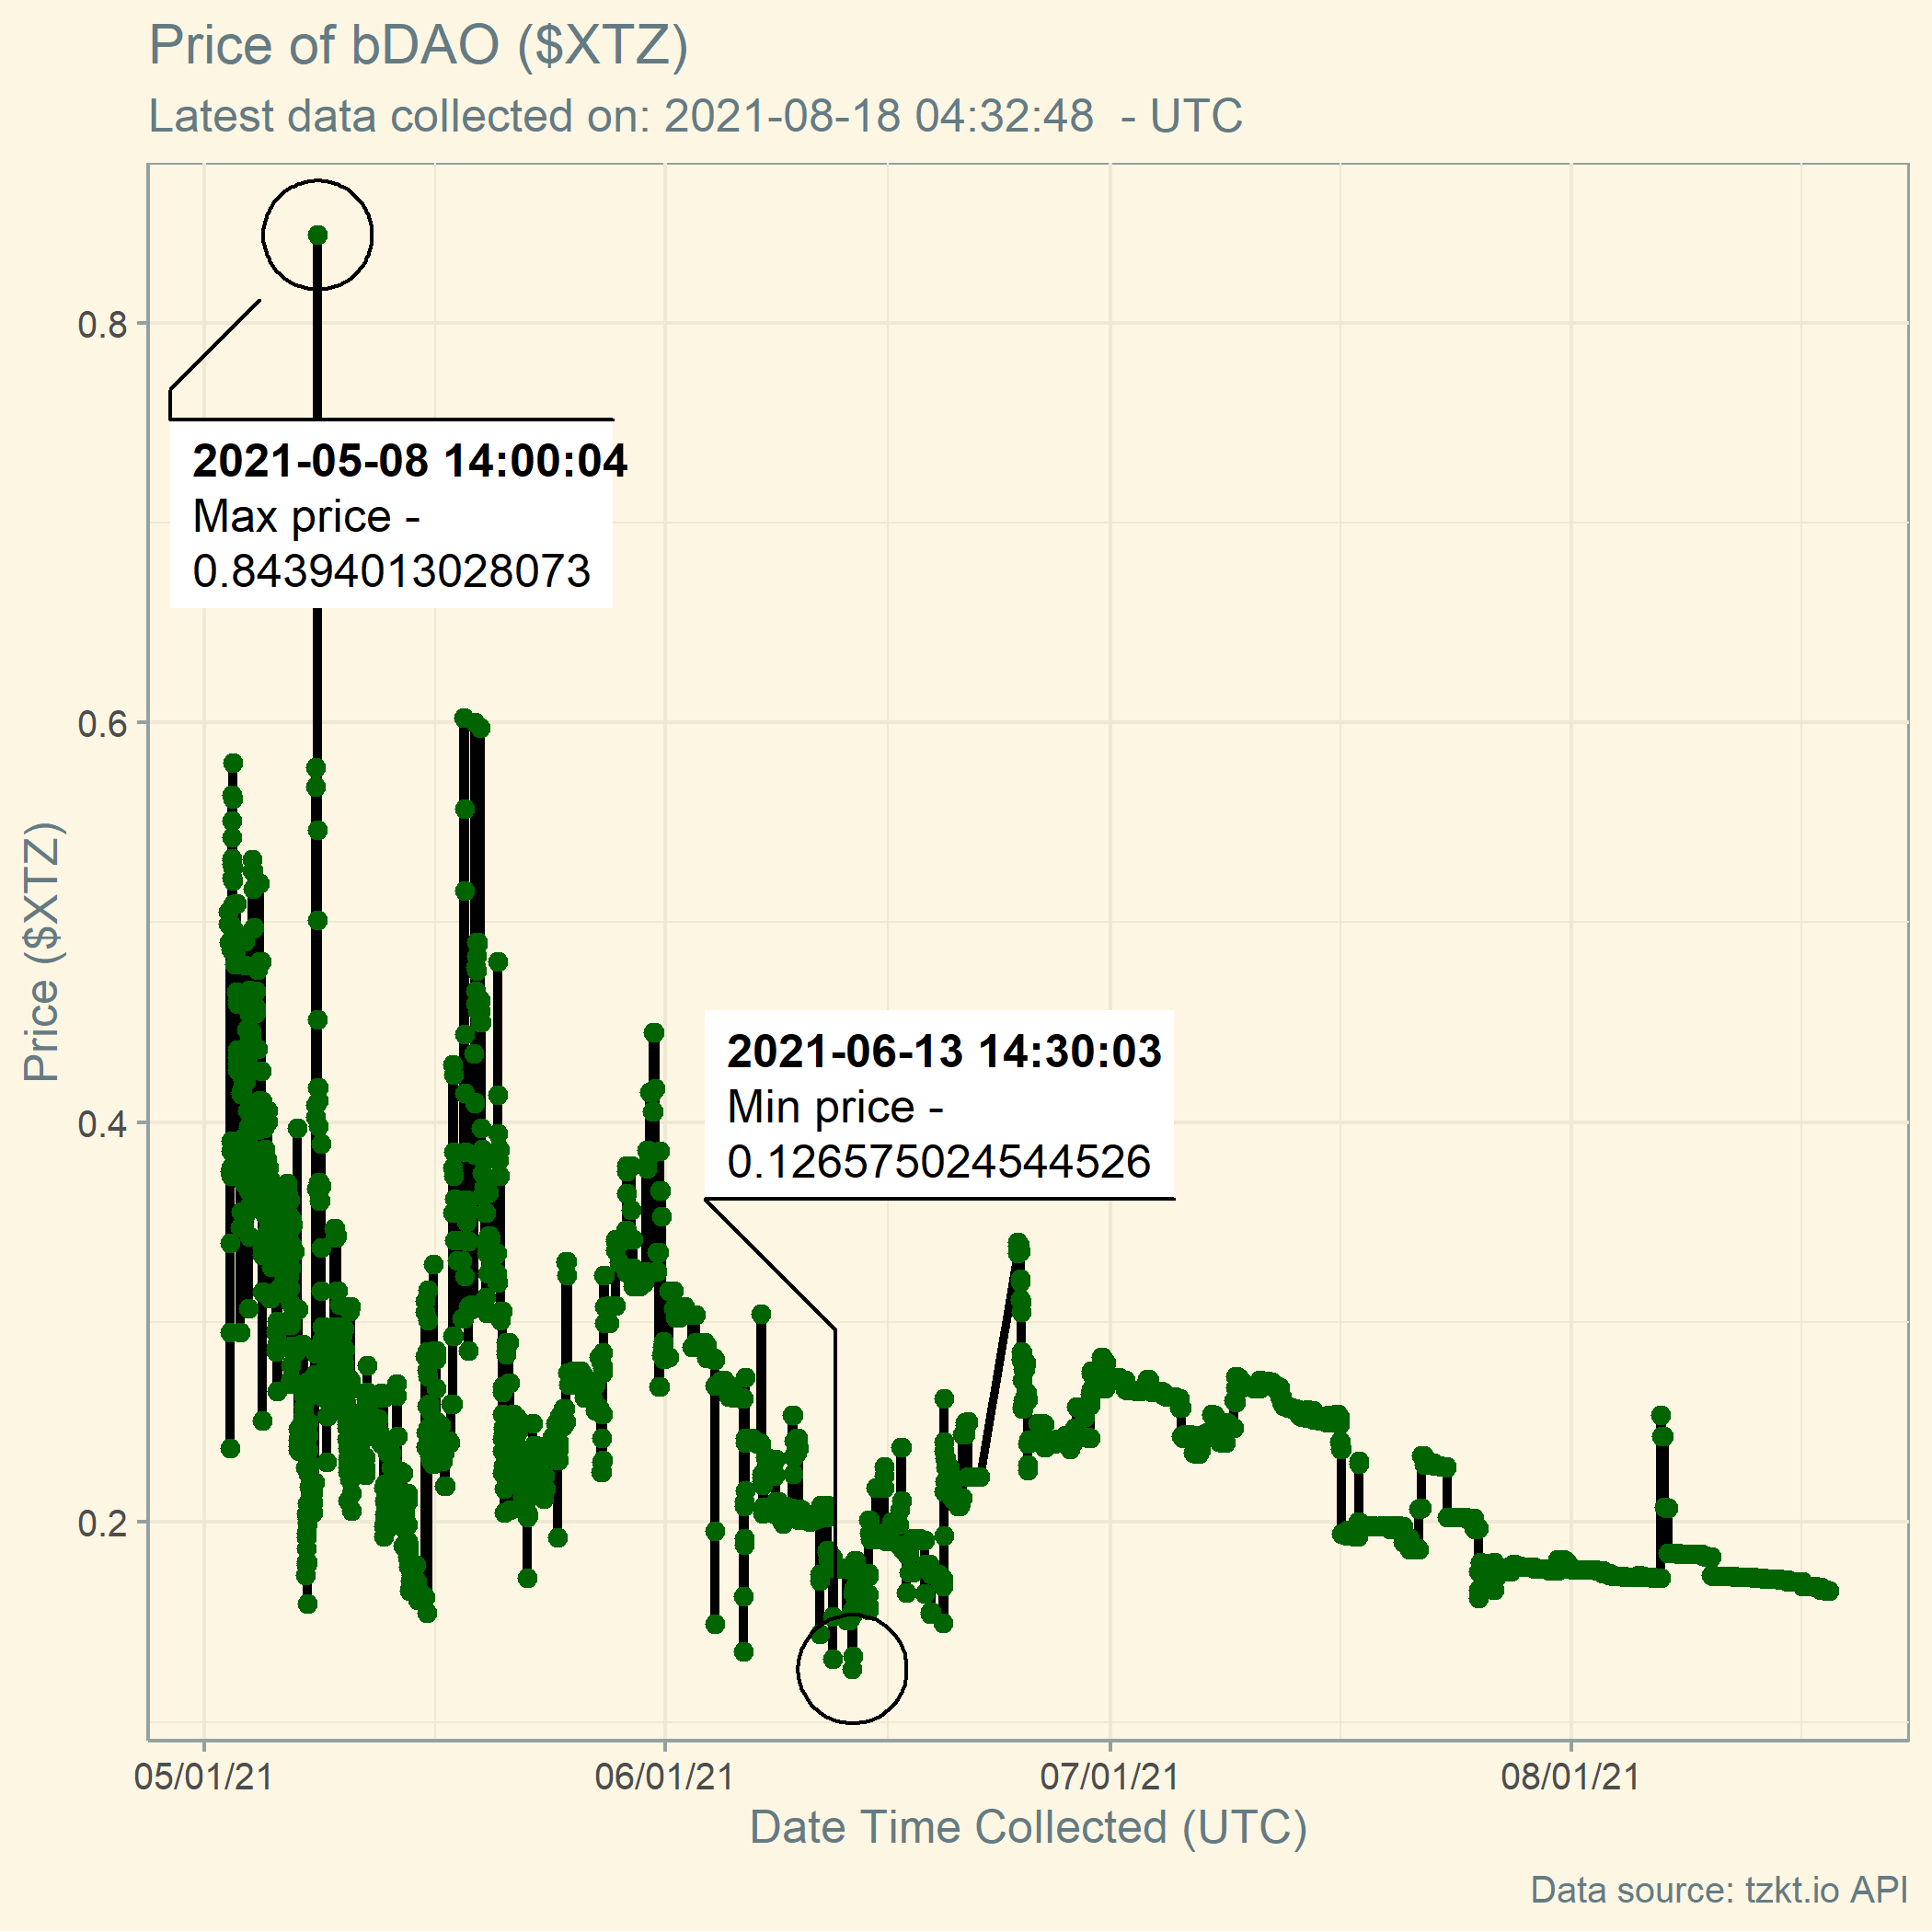 Price of bDAO ($XTZ)
Latest data collected on: 2021-08-18 04:32:48  - UTC
2021-05-08 14:00:04
Max price -
0.84394013028073
2021-06-13 14:30:03
Min price -
0.126575024544526
Price ($XTZ)
0.8
0.6
0.4
0.2
05/01/21
06/01/21
07/01/21
08/01/21
Date Time Collected (UTC)
Data source: tzkt.io API